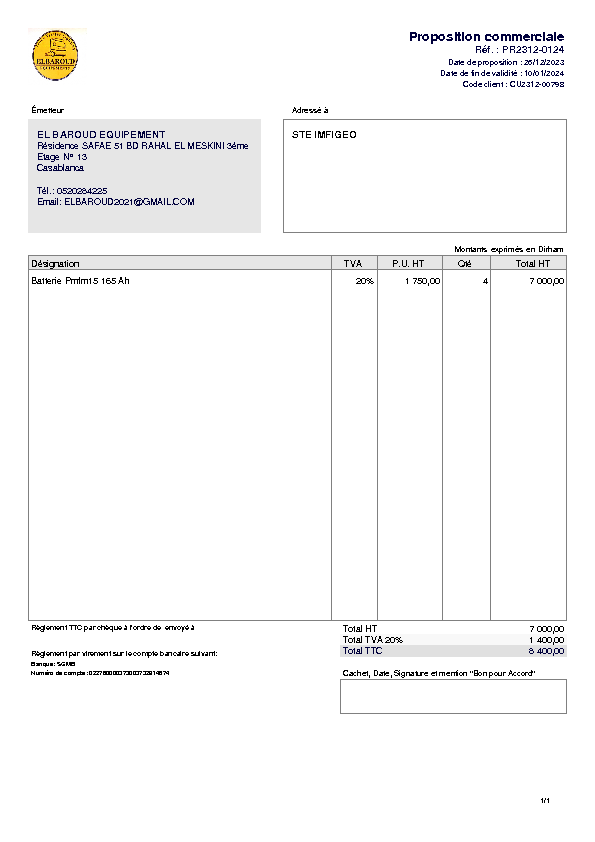 EL BAROUD
EQUIPEMENT
Proposition commerciale
Réf. : PR2312-0124
Date de proposition : 26/12/2023
Date de fin de validité : 10/01/2024
Code client : CU2312-00798
Émetteur
Adressé à
EL BAROUD EQUIPEMENT
Résidence SAFAE 51 BD RAHAL EL MESKINI 3éme
Etage N° 13
Casablanca
Tél.: 0520284225
Email: ELBAROUD2021@GMAIL.COM
STE IMFIGEO
Montants exprimés en Dirham
Désignation TVA P.U. HT Qté Total HT
Batterie Pmfmt5 165 Ah 20% 1 750,00 4 7 000,00
Règlement TTC par chèque à l'ordre de envoyé à
Total HT 7 000,00
Total TVA 20% 1 400,00
Total TTC 8 400,00
Règlement par virement sur le compte bancaire suivant:
Banque: SGMB
Numéro de compte:
Cachet, Date, Signature et mention "Bon pour Accord"
1/1